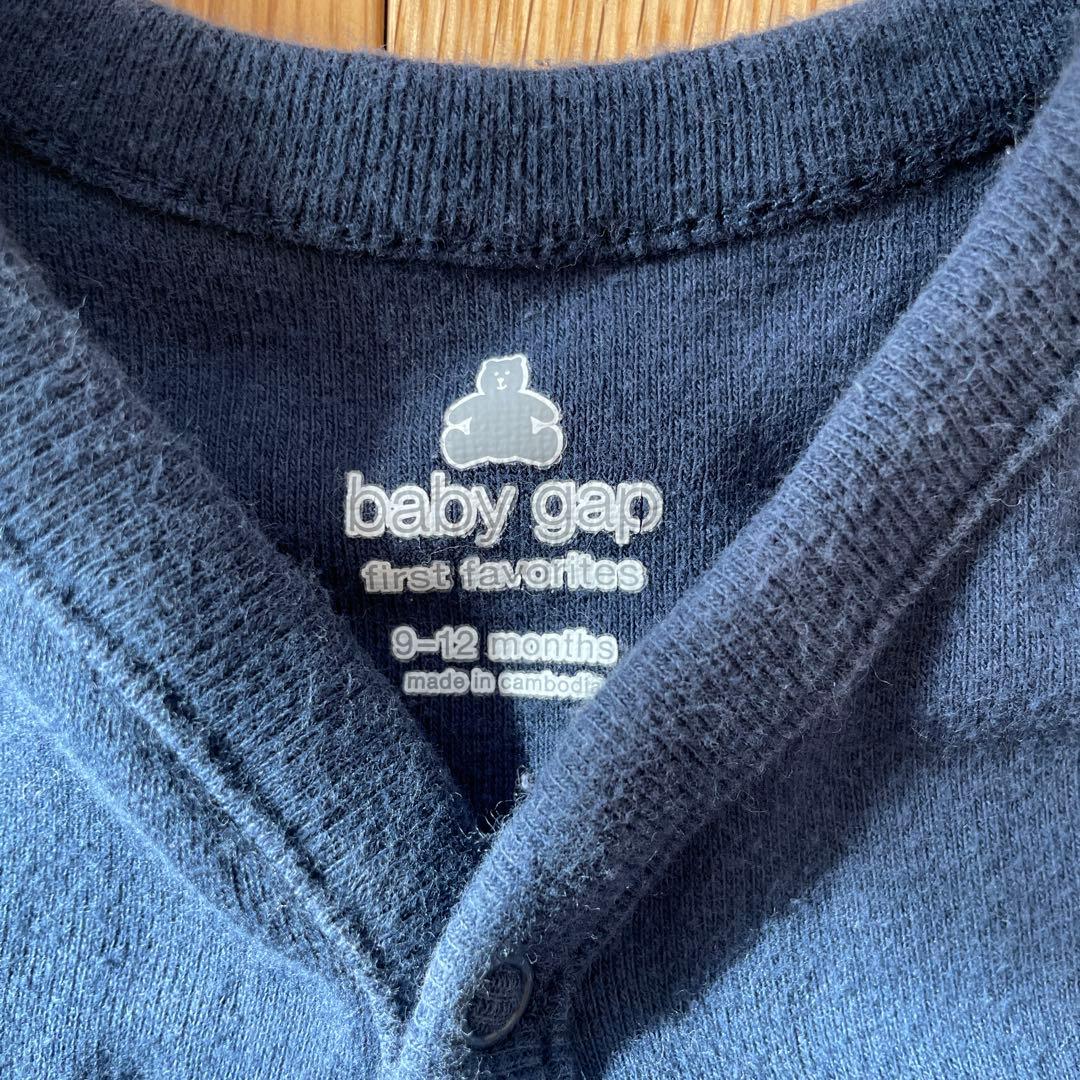 baby gap
first favorites
9–12 months
made in cambodia